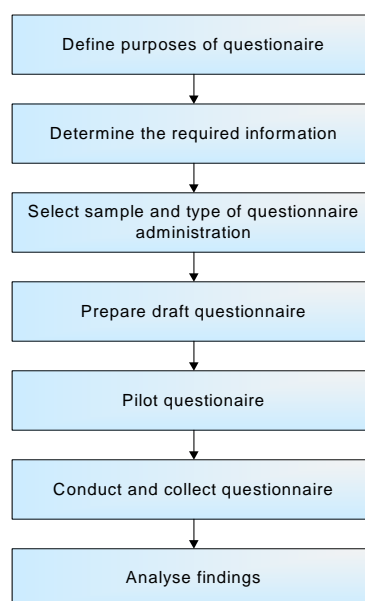 Define purposes of questionaire
Determine the required information
Select sample and type of questionnaire
administration
Prepare draft questionnaire
Pilot questionaire
Conduct and collect questionnaire
Analyse findings